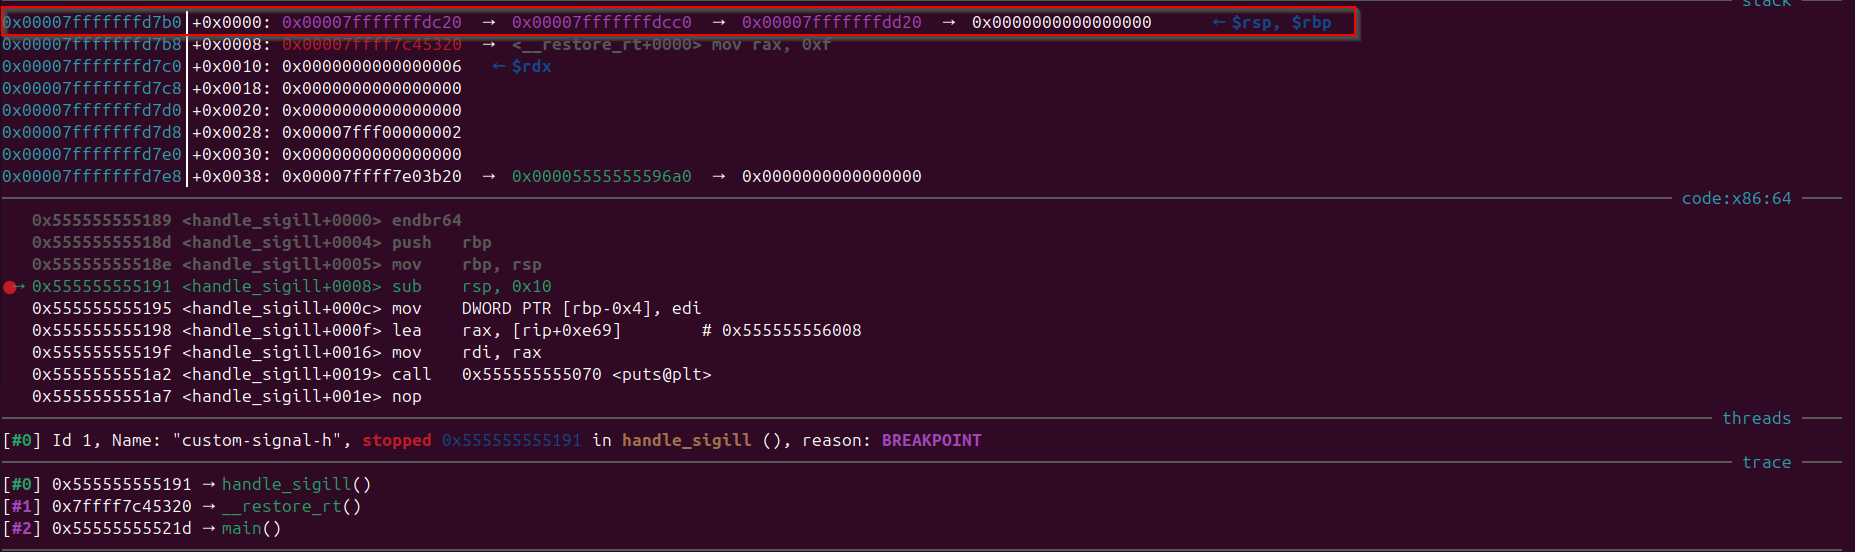 stack
0x00007fffffffd7b0 +0x0000: 0x00007fffffffdc20 → 0x00007fffffffdcc0 → 0x00007fffffffdd20 → 0x0000000000000000 ← $rsp, $rbp
0x00007fffffffd7b8 +0x0008: 0x00007ffff7c45320 → <__restore_rt+0000> mov rax, 0xf
0x00007fffffffd7c0 +0x0010: 0x0000000000000006 ← $rdx
0x00007fffffffd7c8 +0x0018: 0x0000000000000000
0x00007fffffffd7d0 +0x0020: 0x0000000000000000
0x00007fffffffd7d8 +0x0028: 0x00007fff00000002
0x00007fffffffd7e0 +0x0030: 0x0000000000000000
0x00007fffffffd7e8 +0x0038: 0x00007ffff7e03b20 → 0x00005555555596a0 → 0x0000000000000000
code:x86:64
0x555555555189 <handle_sigill+0000> endbr64
0x55555555518d <handle_sigill+0004> push rbp
0x55555555518e <handle_sigill+0005> mov rbp, rsp
→ 0x555555555191 <handle_sigill+0008> sub rsp, 0x10
0x555555555195 <handle_sigill+000c> mov DWORD PTR [rbp-0x4], edi
0x555555555198 <handle_sigill+000f> lea rax, [rip+0xe69] # 0x555555556008
0x55555555519f <handle_sigill+0016> mov rdi, rax
0x5555555551a2 <handle_sigill+0019> call 0x555555555070 <puts@plt>
0x5555555551a7 <handle_sigill+001e> nop
threads
[#0] Id 1, Name: "custom-signal-h", stopped 0x555555555191 in handle_sigill (), reason: BREAKPOINT
trace
[#0] 0x555555555191 → handle_sigill()
[#1] 0x7ffff7c45320 → __restore_rt()
[#2] 0x55555555521d → main()